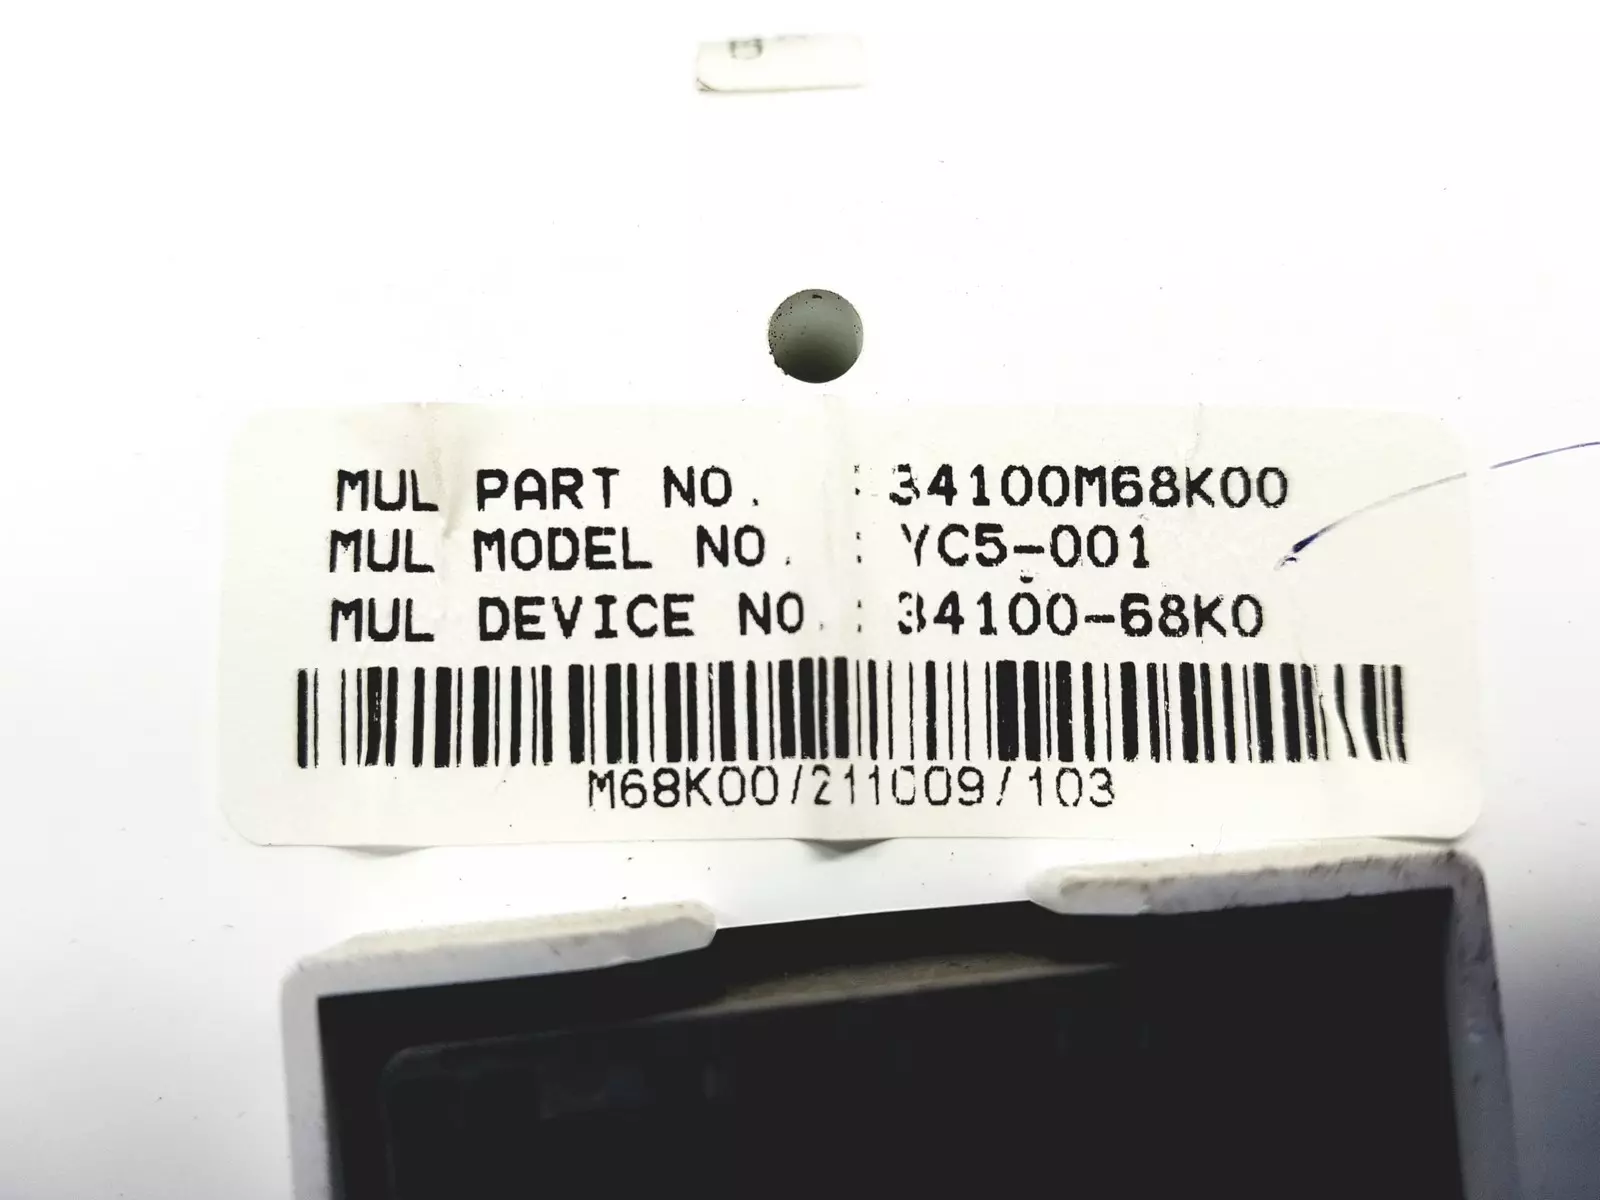 MUL PART NO. : 34100M68K00
MUL MODEL NO. : YC5-001
MUL DEVICE NO. : 34100-68K0
M68K00/211009/103